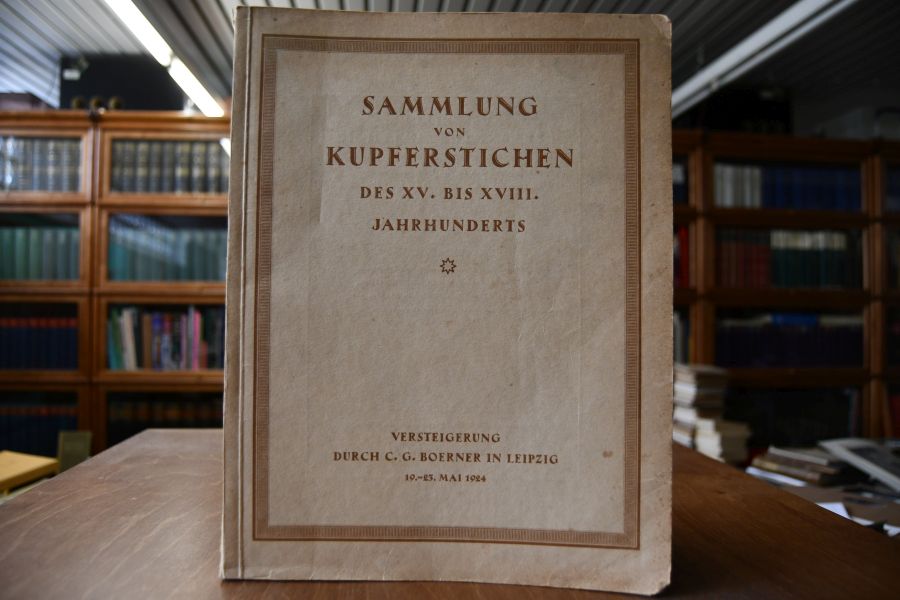 SAMMLUNG
VON
KUPFERSTICHEN
DES XV. BIS XVIII.
JAHRHUNDERTS
VERSTEIGERUNG
DURCH C. G. BOERNER IN LEIPZIG
19.-23. MAI 1924